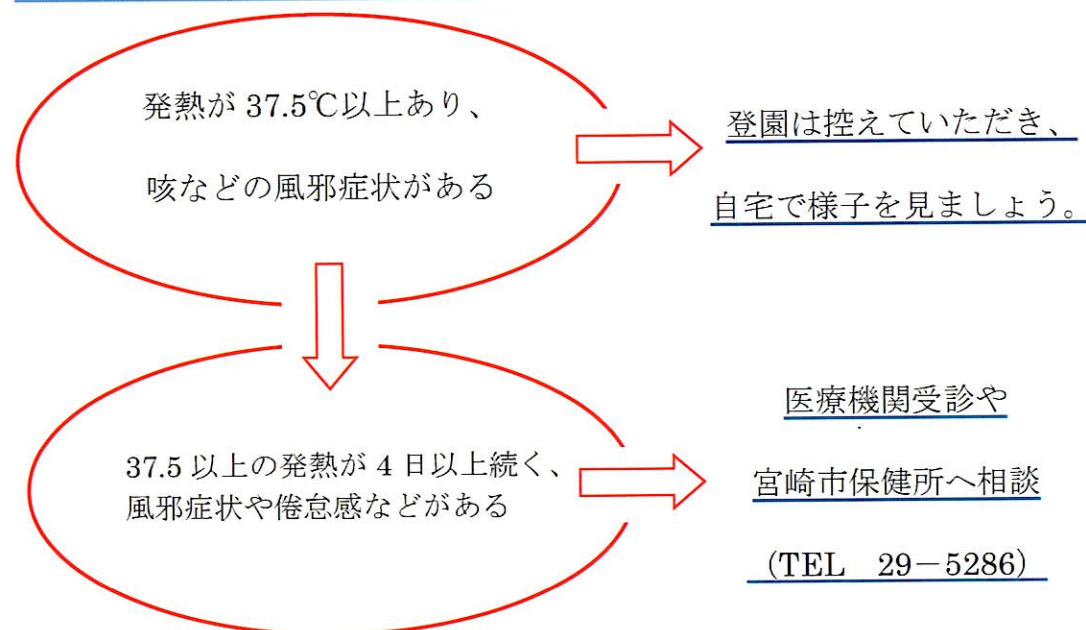 発熱が 37.5℃以上あり、
咳などの風邪症状がある
登園は控えていただき、
自宅で様子を見ましょう。
37.5 以上の発熱が 4 日以上続く、
風邪症状や倦怠感などがある
医療機関受診や
宮崎市保健所へ相談
(TEL 29－5286)